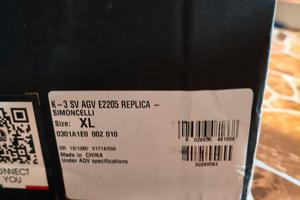 K-3 SV AGV E2205 REPLICA -
SIMONCELLI
Size: XL
0301A1E0 002 010
Made in CHINA
Under AGV specifications
CONNECT
YOU